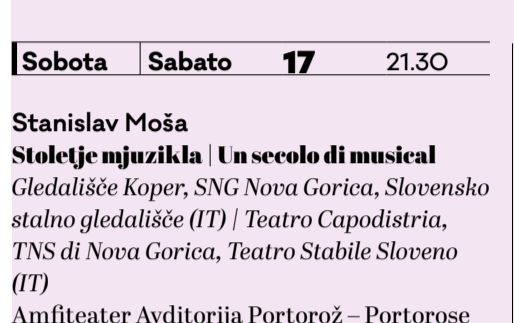 Sobota Sabato 17 21.30
Stanislav Moša
Stoletje mjuzikla | Un secolo di musical
Gledališče Koper, SNG Nova Gorica, Slovensko
stalno gledališče (IT) | Teatro Capodistria,
TNS di Nova Gorica, Teatro Stabile Sloveno
(IT)
Amfiteater Avditorija Portorož – Portorose